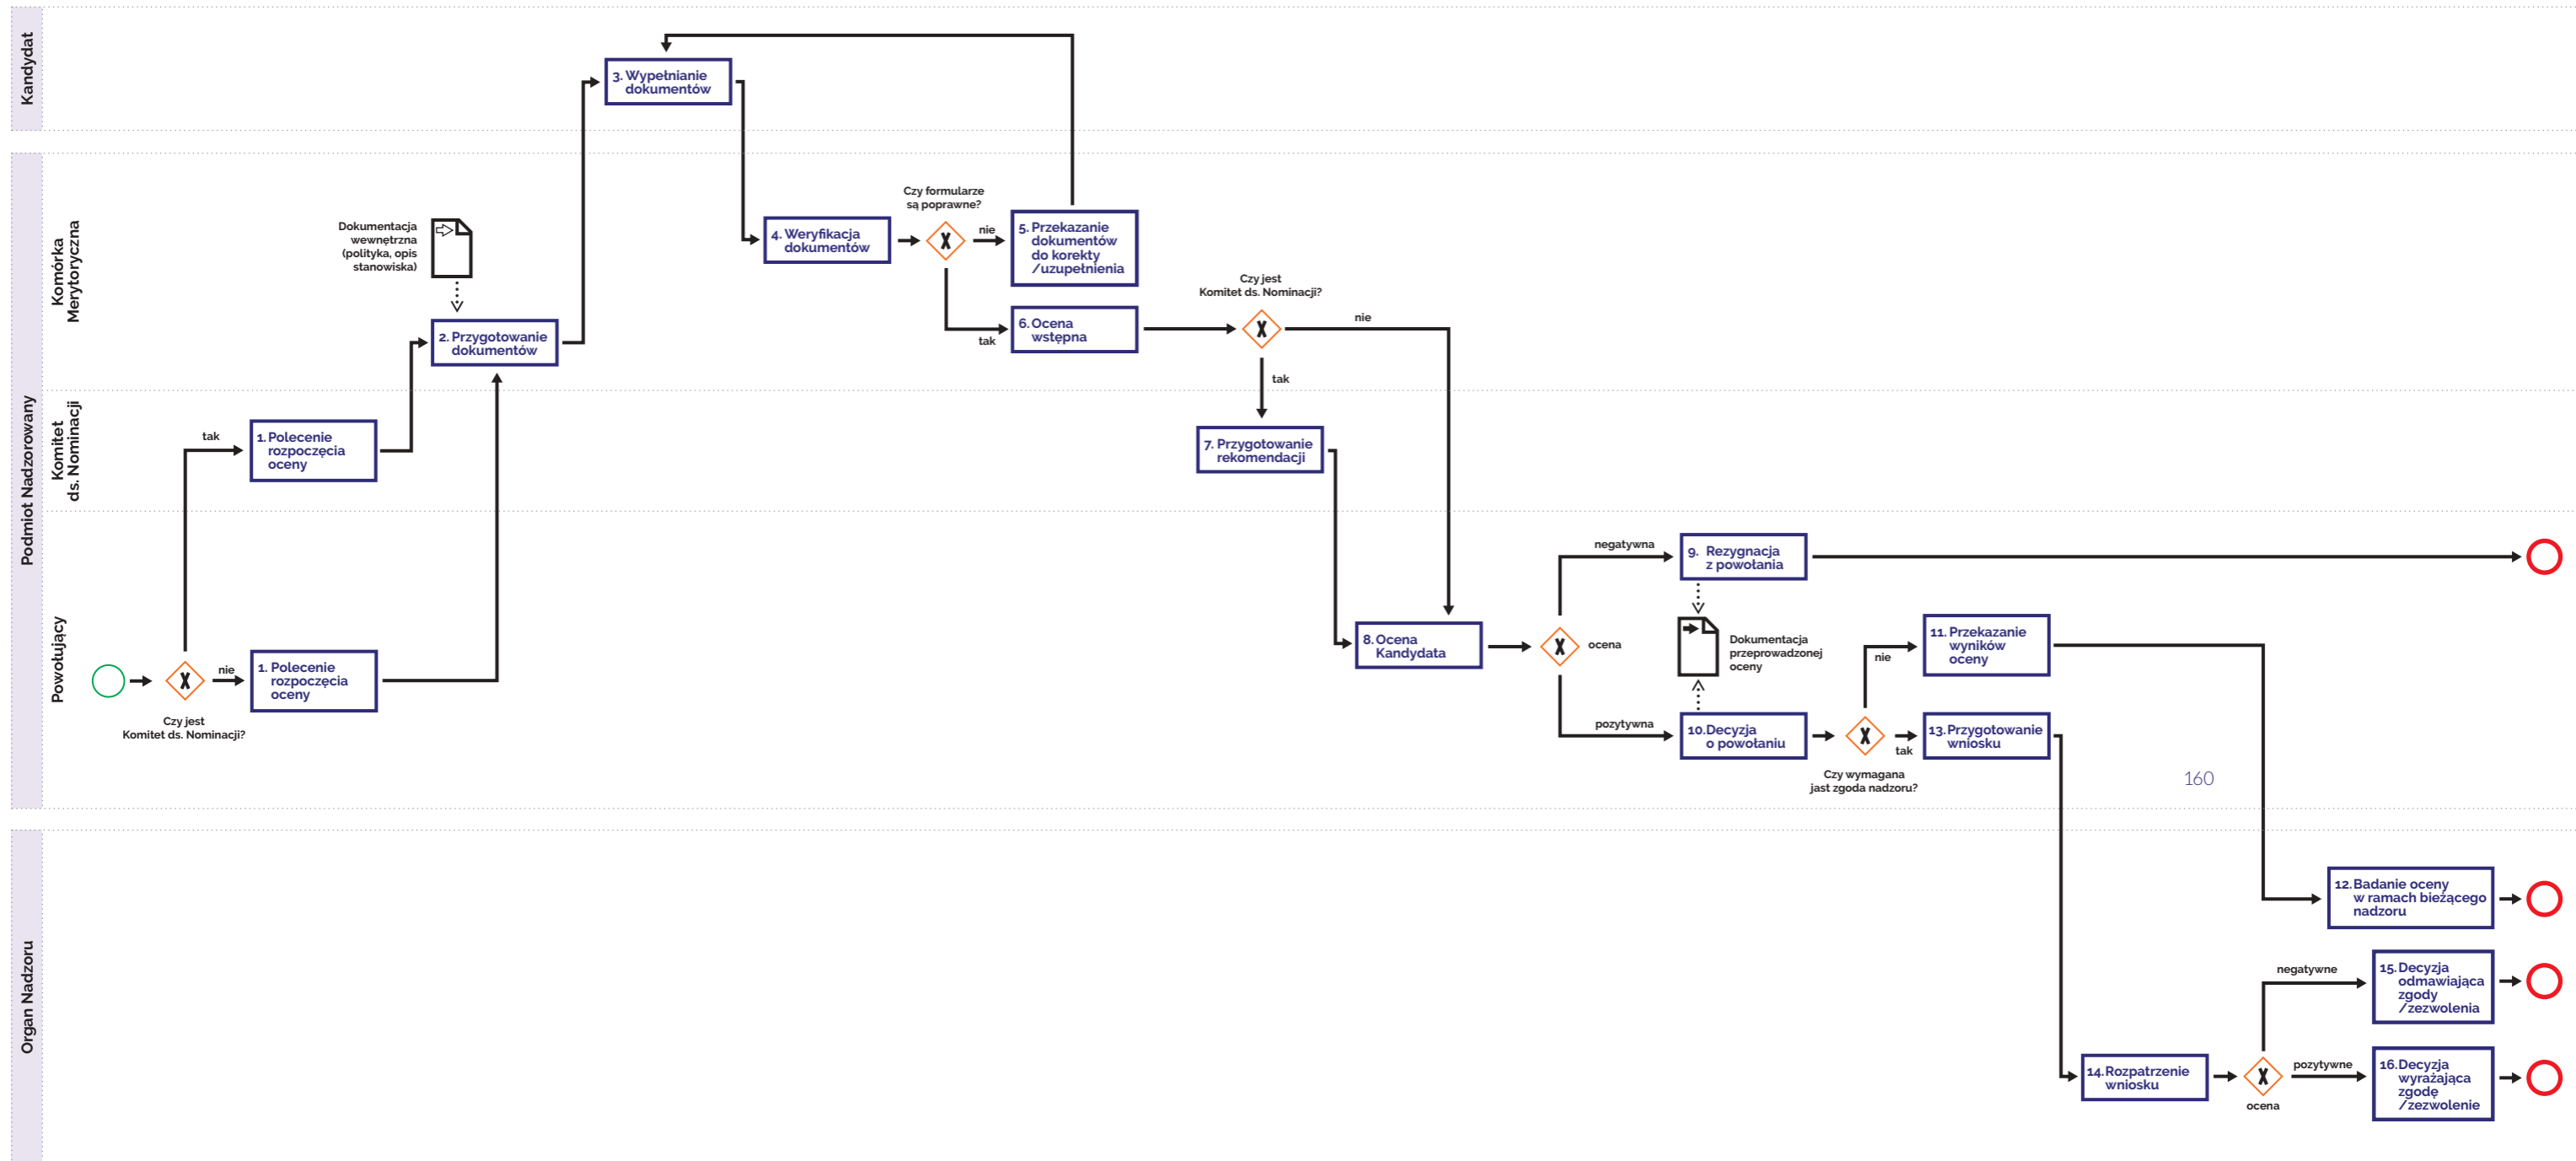 Kandydat
3. Wypełnianie
dokumentów
Podmiot Nadzorowany
Komórka
Merytoryczna
Dokumentacja
wewnętrzna
(polityka, opis
stanowiska)
2. Przygotowanie
dokumentów
4. Weryfikacja
dokumentów
Czy formularze
są poprawne?
nie
tak
5. Przekazanie
dokumentów
do korekty
/uzupełnienia
6. Ocena
wstępna
Czy jest
Komitet ds. Nominacji?
nie
tak
Komitet
ds. Nominacji
tak
1. Polecenie
rozpoczęcia
oceny
7. Przygotowanie
rekomendacji
Powołujący
Czy jest
Komitet ds. Nominacji?
nie
1. Polecenie
rozpoczęcia
oceny
8. Ocena
Kandydata
ocena
negatywna
9. Rezygnacja
z powołania
Dokumentacja
przeprowadzonej
oceny
pozytywna
10. Decyzja
o powołaniu
Czy wymagana
jast zgoda nadzoru?
nie
11. Przekazanie
wyników
oceny
tak
13. Przygotowanie
wniosku
160
Organ Nadzoru
12. Badanie oceny
w ramach bieżącego
nadzoru
14. Rozpatrzenie
wniosku
ocena
negatywne
15. Decyzja
odmawiająca
zgody
/zezwolenia
pozytywne
16. Decyzja
wyrażająca
zgodę
/zezwolenie